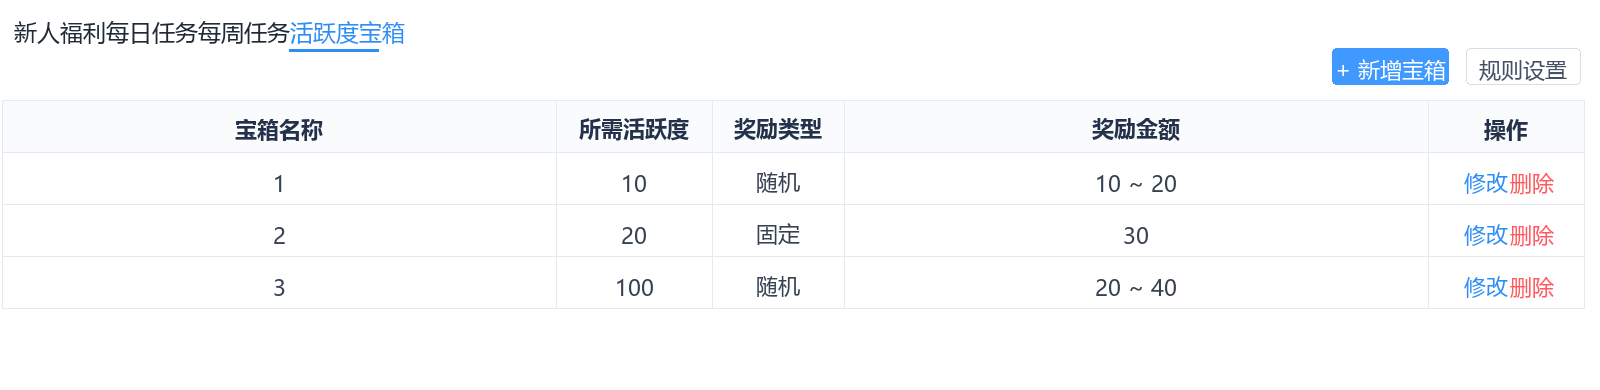 新人福利每日任务每周任务活跃度宝箱
+ 新增宝箱 规则设置
宝箱名称 所需活跃度 奖励类型 奖励金额 操作
1 10 随机 10 ~ 20 修改删除
2 20 固定 30 修改删除
3 100 随机 20 ~ 40 修改删除